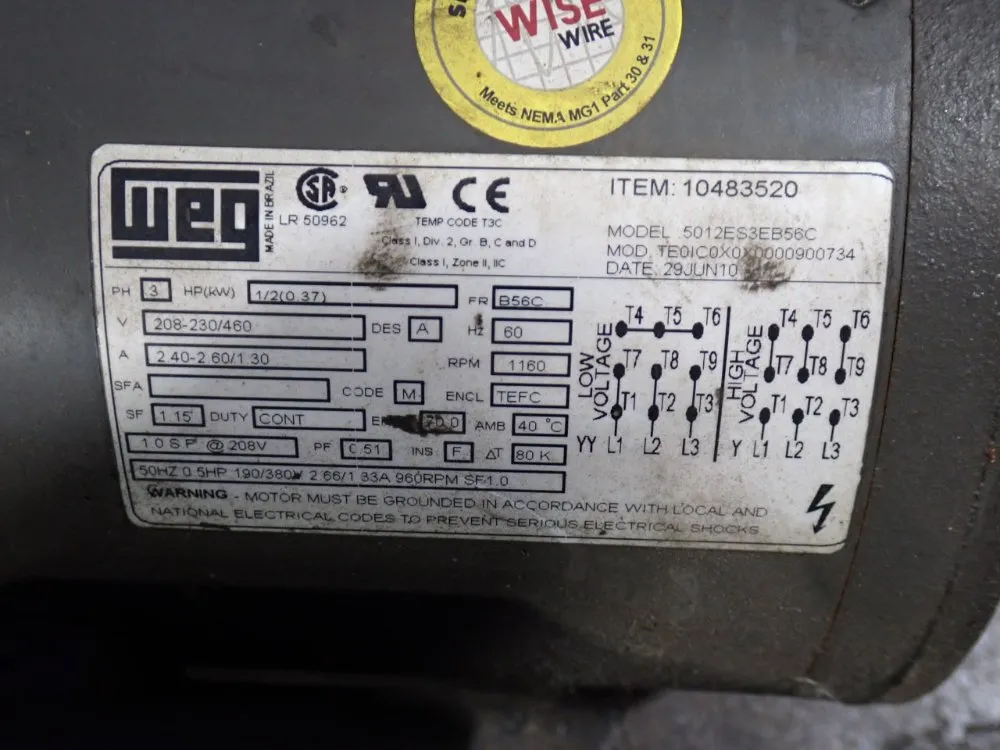 WISE
WIRE
Meets NEMA MG1 Part 30 & 31
WEG
MADE IN BRAZIL
SA
LR 50962
RU
CE
TEMP CODE T3C
Class I, Div. 2, Gr. B, C and D
Class I, Zone II, IIC
ITEM: 10483520
MODEL 5012ES3EB56C
MOD. TE0IC0X0X0000900734
DATE: 29JUN10
PH 3 HP(kW) 1/2(0.37) FR B56C
V 208-230/460 DES A Hz 60
A 2.40-2.60/1.30 RPM 1160
SFA CODE M ENCL TEFC
SF 1.15 DUTY CONT 70.0 AMB 40 °C
1.0 S.F @ 208V PF 0.51 INS. F ΔT 80 K
50HZ 0.5HP 190/380V 2.66/1.33A 960RPM SF1.0
WARNING - MOTOR MUST BE GROUNDED IN ACCORDANCE WITH LOCAL AND
NATIONAL ELECTRICAL CODES TO PREVENT SERIOUS ELECTRICAL SHOCKS
LOW
VOLTAGE
T4 T5 T6
T7 T8 T9
T1 T2 T3
YY L1 L2 L3
HIGH
VOLTAGE
T4 T5 T6
T7 T8 T9
T1 T2 T3
Y L1 L2 L3